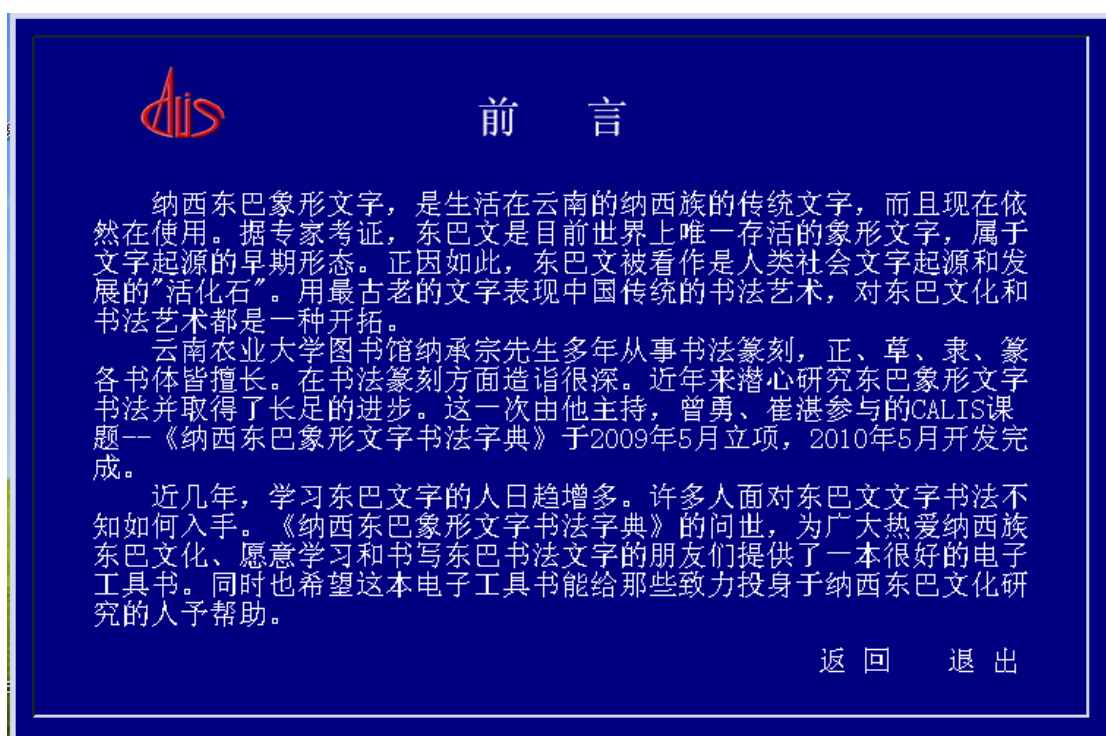 ALIS
前 言
纳西东巴象形文字，是生活在云南的纳西族的传统文字，而且现在依
然在使用。据专家考证，东巴文是目前世界上唯一存活的象形文字，属于
文字起源的早期形态。正因如此，东巴文被看作是人类社会文字起源和发
展的"活化石"。用最古老的文字表现中国传统的书法艺术，对东巴文化和
书法艺术都是一种开拓。
云南农业大学图书馆纳承宗先生多年从事书法篆刻，正、草、隶、篆
各书体皆擅长。在书法篆刻方面造诣很深。近年来潜心研究东巴象形文字
书法并取得了长足的进步。这一次由他主持，曾勇、崔湛参与的CALIS课
题--《纳西东巴象形文字书法字典》于2009年5月立项，2010年5月开发完
成。
近几年，学习东巴文字的人日趋增多。许多人面对东巴文文字书法不
知如何入手。《纳西东巴象形文字书法字典》的问世，为广大热爱纳西族
东巴文化、愿意学习和书写东巴书法文字的朋友们提供了一本很好的电子
工具书。同时也希望这本电子工具书能给那些致力投身于纳西东巴文化研
究的人予帮助。
返 回 退 出